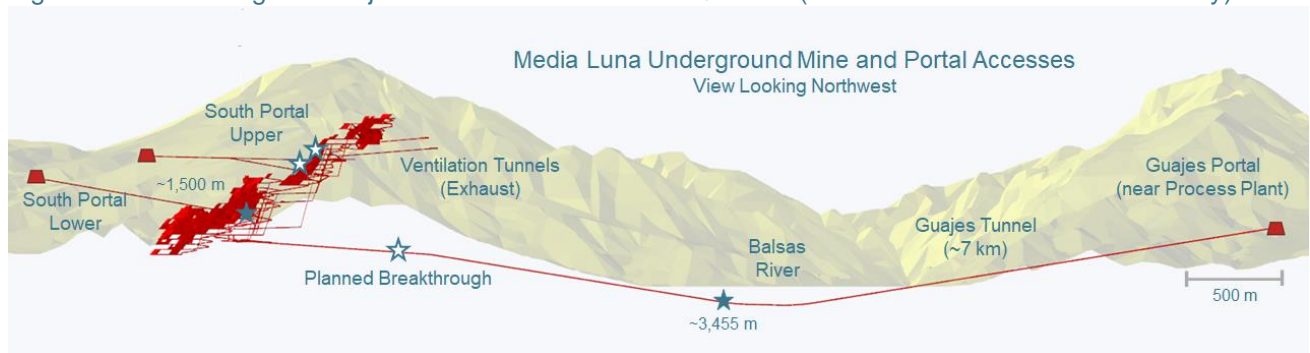 Media Luna Underground Mine and Portal Accesses
View Looking Northwest
South Portal
Upper
~1,500 m
South Portal
Lower
Ventilation Tunnels
(Exhaust)
Planned Breakthrough
Balsas
River
~3,455 m
Guajes Tunnel
(~7 km)
Guajes Portal
(near Process Plant)
500 m